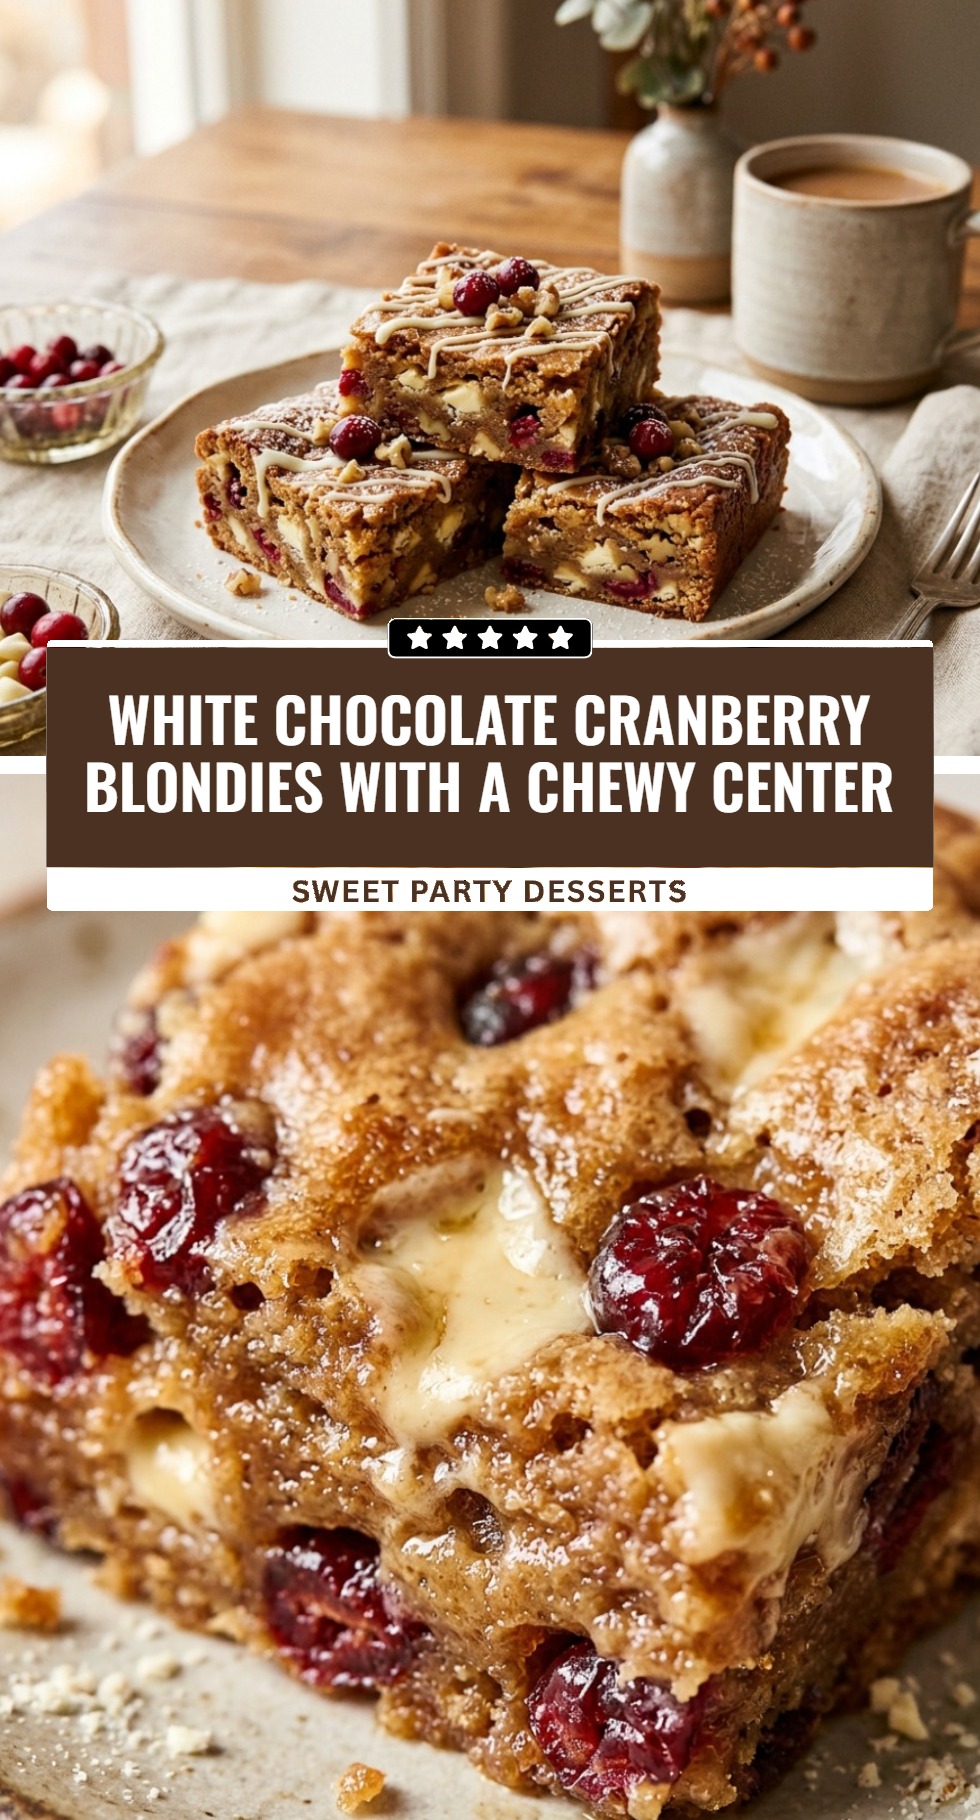 WHITE CHOCOLATE CRANBERRY
BLONDIES WITH A CHEWY CENTER
SWEET PARTY DESSERTS